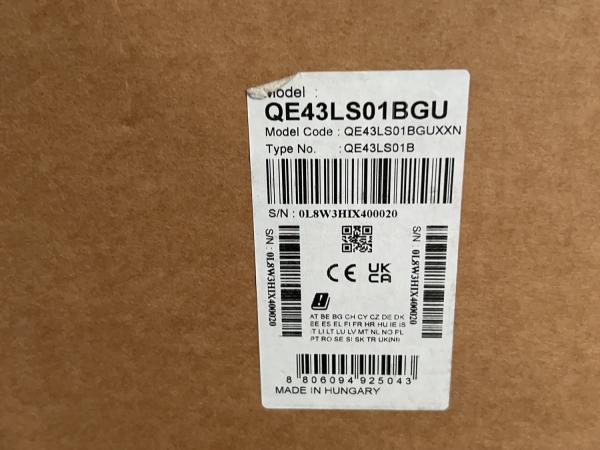 Model :
QE43LS01BGU
Model Code : QE43LS01BGUXXN
Type No. : QE43LS01B
S/N : 0L8W3HIX400020
S/N : 0L8W3HIX400020
S/N : 0L8W3HIX400020
CE UK CA
AT BE BG CH CY CZ DE DK
EE ES EL FI FR HR HU IE IS
IT LI LT LU LV MT NL NO PL
PT RO SE SI SK TR UK(NI)
8 806094 925043
MADE IN HUNGARY